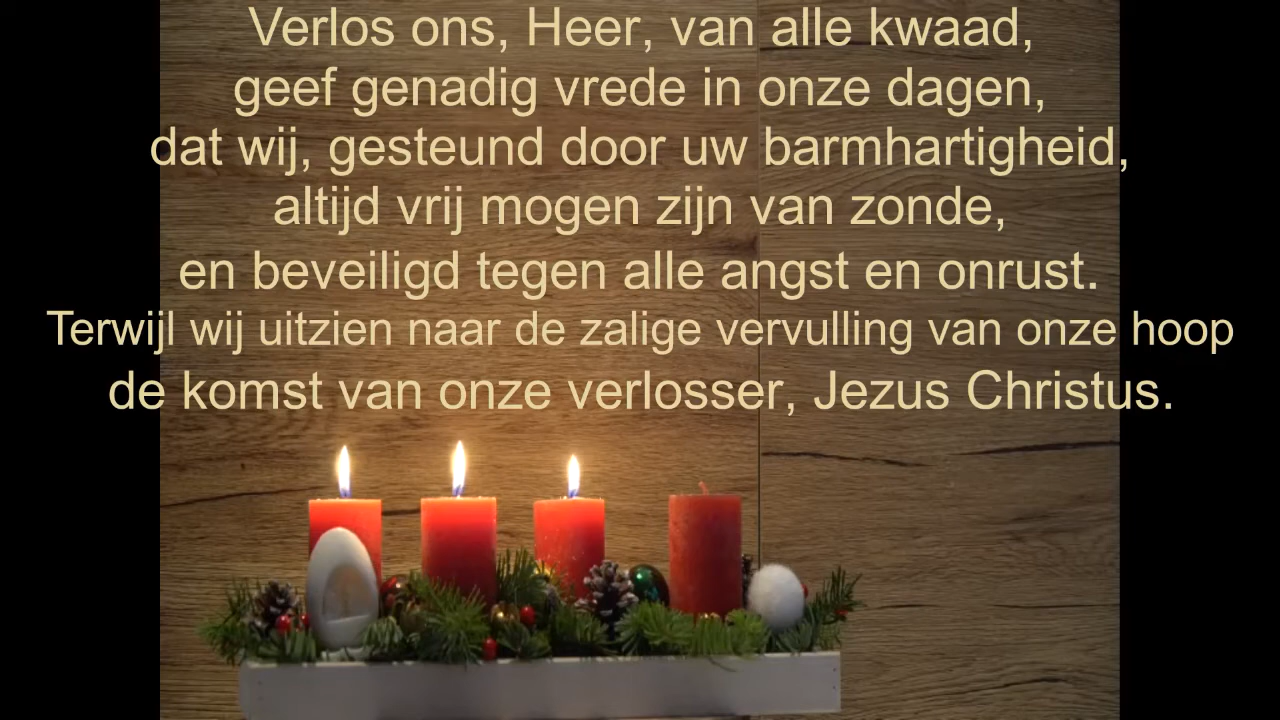 Verlos ons, Heer, van alle kwaad,
geef genadig vrede in onze dagen,
dat wij, gesteund door uw barmhartigheid,
altijd vrij mogen zijn van zonde,
en beveiligd tegen alle angst en onrust.
Terwijl wij uitzien naar de zalige vervulling van onze hoop
de komst van onze verlosser, Jezus Christus.